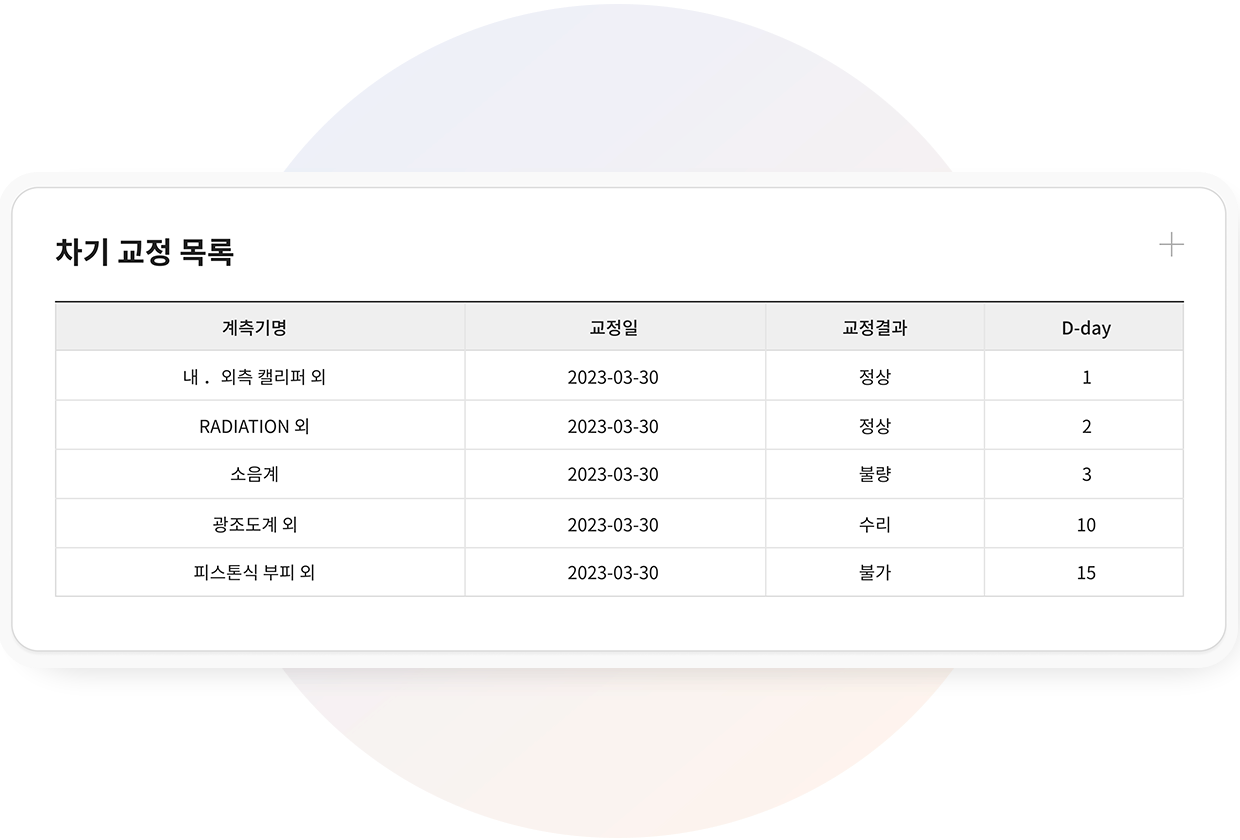 차기 교정 목록
계측기명 교정일 교정결과 D-day
내 . 외측 캘리퍼 외 2023-03-30 정상 1
RADIATION 외 2023-03-30 정상 2
소음계 2023-03-30 불량 3
광조도계 외 2023-03-30 수리 10
피스톤식 부피 외 2023-03-30 불가 15